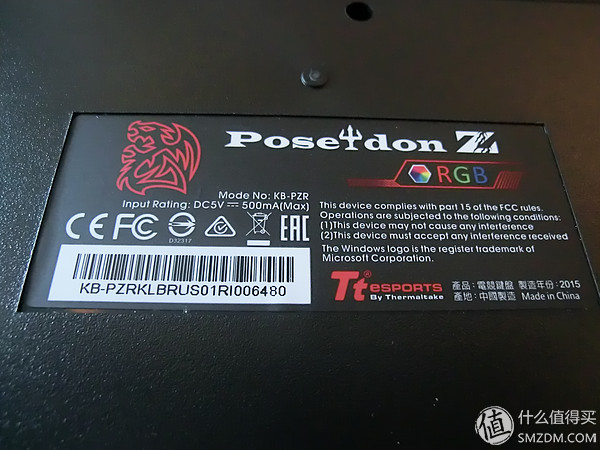 Poseidon Z
RGB
Model No: KB-PZR
Input Rating: DC5V ⎓ 500mA(Max)
CE FC EAC
D32317
KB-PZRKLBRUS01RI006480
This device complies with part 15 of the FCC rules.
Operations are subjected to the following conditions:
(1)This device may not cause any interference
(2)This device must accept any interference received
The Windows logo is the register trademark of
Microsoft Corporation.
Tt eSPORTS
By Thermaltake
產品:電競鍵盤 製造年份:2015
產地:中國製造 Made in China
值 什么值得买
SMZDM.COM